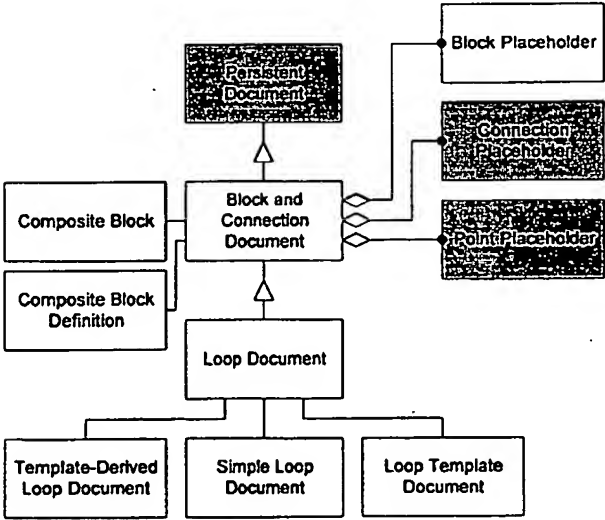 Block Placeholder
Persistent
Document
Connection
Placeholder
Block and
Connection
Document
Composite Block
Point Placeholder
Composite Block
Definition
Loop Document
Template-Derived
Loop Document
Simple Loop
Document
Loop Template
Document